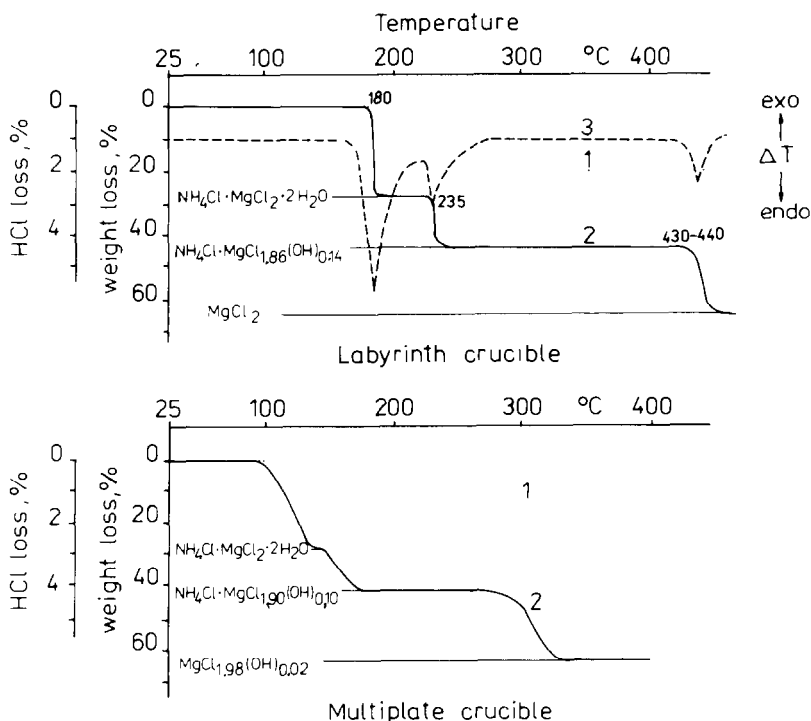 Temperature
25 100 200 300 °C 400
HCl loss, %
0
2
4
weight loss, %
0
20
40
60
180
235
430-440
3
1
2
exo
ΔT
endo
NH₄Cl·MgCl₂·2H₂O
NH₄Cl·MgCl₁,₈₆(OH)₀.₁₄
MgCl₂
Labyrinth crucible
25 100 200 300 °C 400
HCl loss, %
0
2
4
weight loss, %
0
20
40
60
1
2
NH₄Cl·MgCl₂·2H₂O
NH₄Cl·MgCl₁,₉₀(OH)₀,₁₀
MgCl₁,₉₈(OH)₀.₀₂
Multiplate crucible